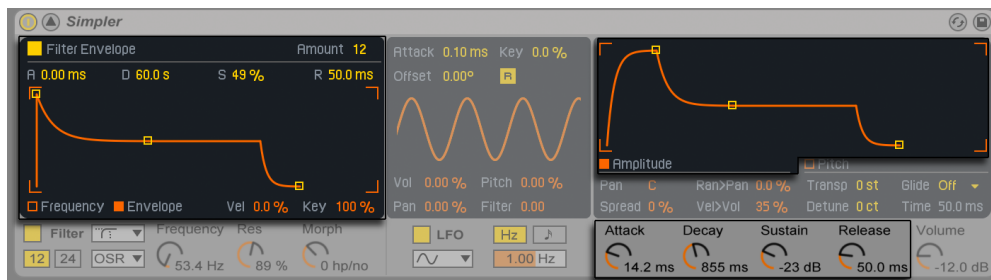 Simpler
Filter Envelope Amount 12
A 0.00 ms D 60.0 s S 49 % R 50.0 ms
Frequency Envelope Vel 0.0 % Key 100 %
Attack 0.10 ms Key 0.0 %
Offset 0.00° R
Vol 0.00 % Pitch 0.00 %
Pan 0.00 % Filter 0.00
Amplitude Pitch
Pan C Ran>Pan 0.0 % Transp 0 st Glide Off
Spread 0 % Vel>Vol 35 % Detune 0 ct Time 50.0 ms
Filter Frequency Res Morph
12 24 OSR 53.4 Hz 89 % 0 hp/no
LFO Hz ♪
1.00 Hz
Attack Decay Sustain Release Volume
14.2 ms 855 ms -23 dB 50.0 ms -12.0 dB